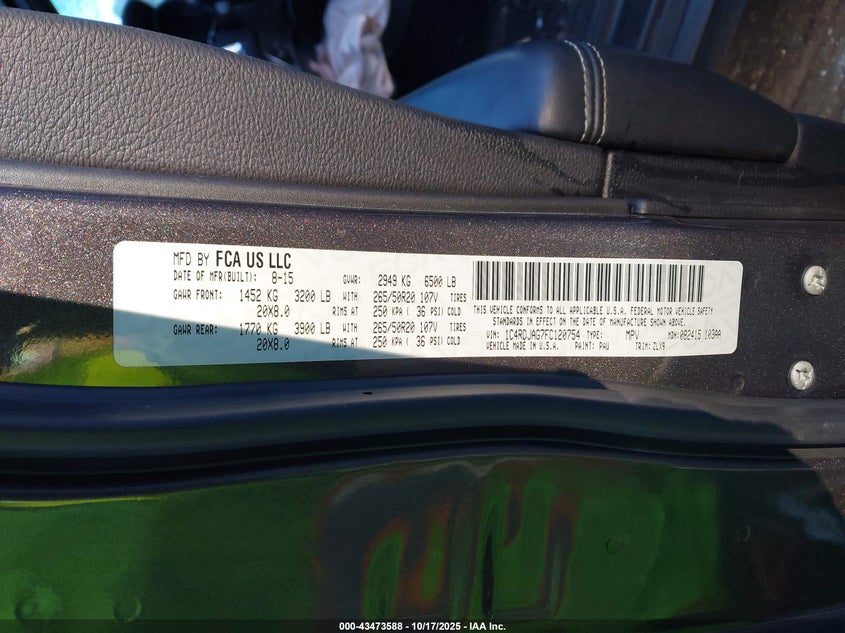 MFD BY FCA US LLC
DATE OF MFR(BUILT): 8-15 GVWR: 2949 KG 6500 LB
GAWR FRONT: 1452 KG 3200 LB WITH 265/50R20 107V TIRES
20X8.0 RIMS AT 250 KPA ( 36 PSI) COLD
GAWR REAR: 1770 KG 3900 LB WITH 265/50R20 107V TIRES
20X8.0 RIMS AT 250 KPA ( 36 PSI) COLD
THIS VEHICLE CONFORMS TO ALL APPLICABLE U.S.A. FEDERAL MOTOR VEHICLE SAFETY
STANDARDS IN EFFECT ON THE DATE OF MANUFACTURE SHOWN ABOVE.
VIN: 1C4RDJAG7FC120754 TYPE: MPV MDH: 082415 103AA
VEHICLE MADE IN U.S.A. PAINT: PAU TRIM: ZLX9
000-43473588 - 10/17/2025 - IAA Inc.